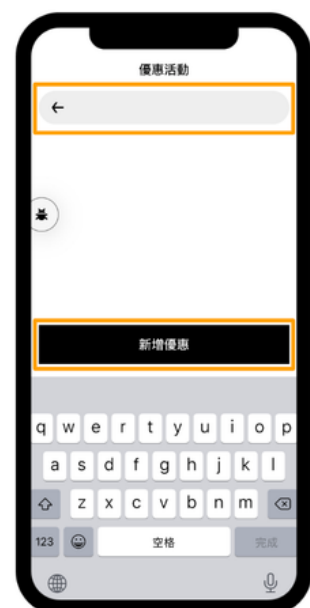 優惠活動
新增優惠
q w e r t y u i o p
a s d f g h j k l
z x c v b n m
123 空格 完成